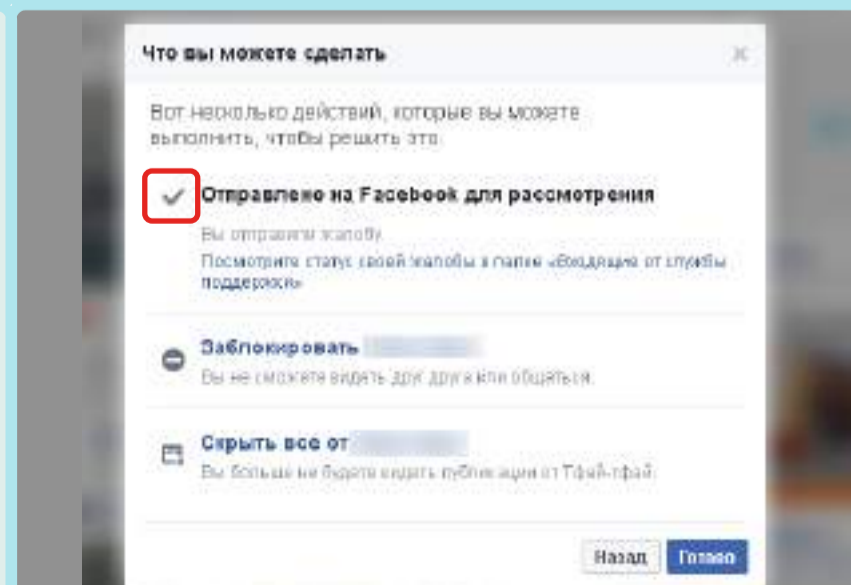 Что вы можете сделать
Вот несколько действий, которые вы можете
выполнить, чтобы решить это.
Отправлено на Facebook для рассмотрения
Вы отправили жалобу.
Посмотрите статус своей жалобы в папке «Входящие от службы
поддержки»
Заблокировать
Вы не сможете видеть друг друга или общаться.
Скрыть все от
Вы больше не будете видеть публикации от Тфай-тфай.
Назад
Готово